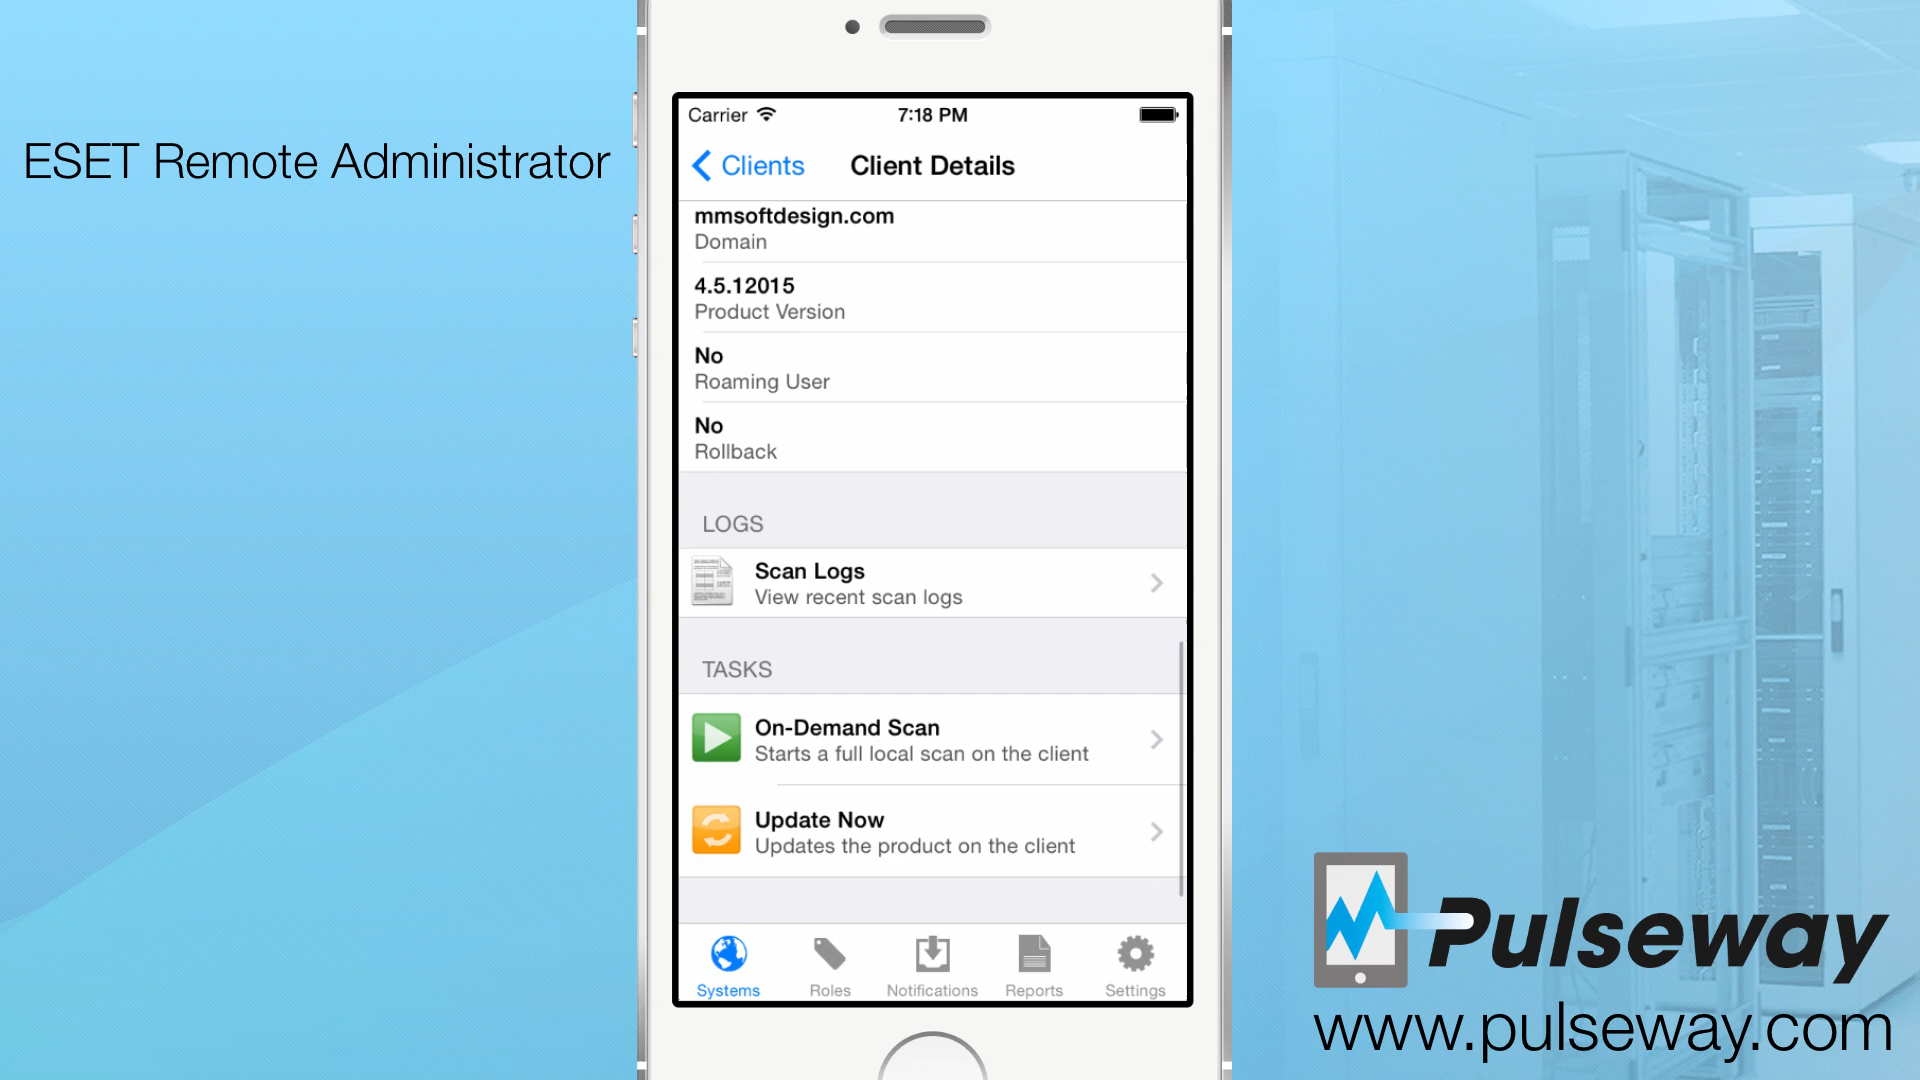 ESET Remote Administrator
Carrier 7:18 PM
Clients Client Details
mmsoftdesign.com
Domain
4.5.12015
Product Version
No
Roaming User
No
Rollback
LOGS
Scan Logs
View recent scan logs
TASKS
On-Demand Scan
Starts a full local scan on the client
Update Now
Updates the product on the client
Systems Roles Notifications Reports Settings
Pulseway
www.pulseway.com